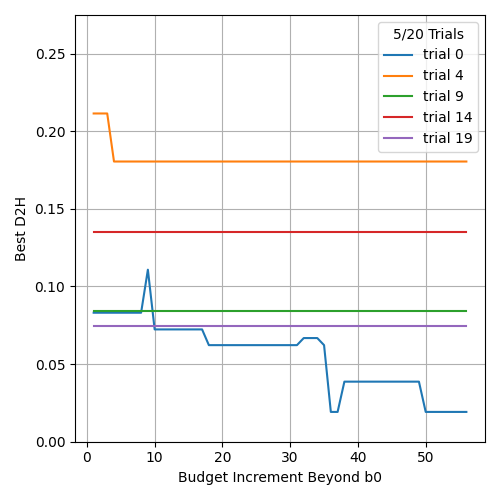 5/20 Trials
trial 0
trial 4
trial 9
trial 14
trial 19
Best D2H
0.25
0.20
0.15
0.10
0.05
0.00
0 10 20 30 40 50
Budget Increment Beyond b0